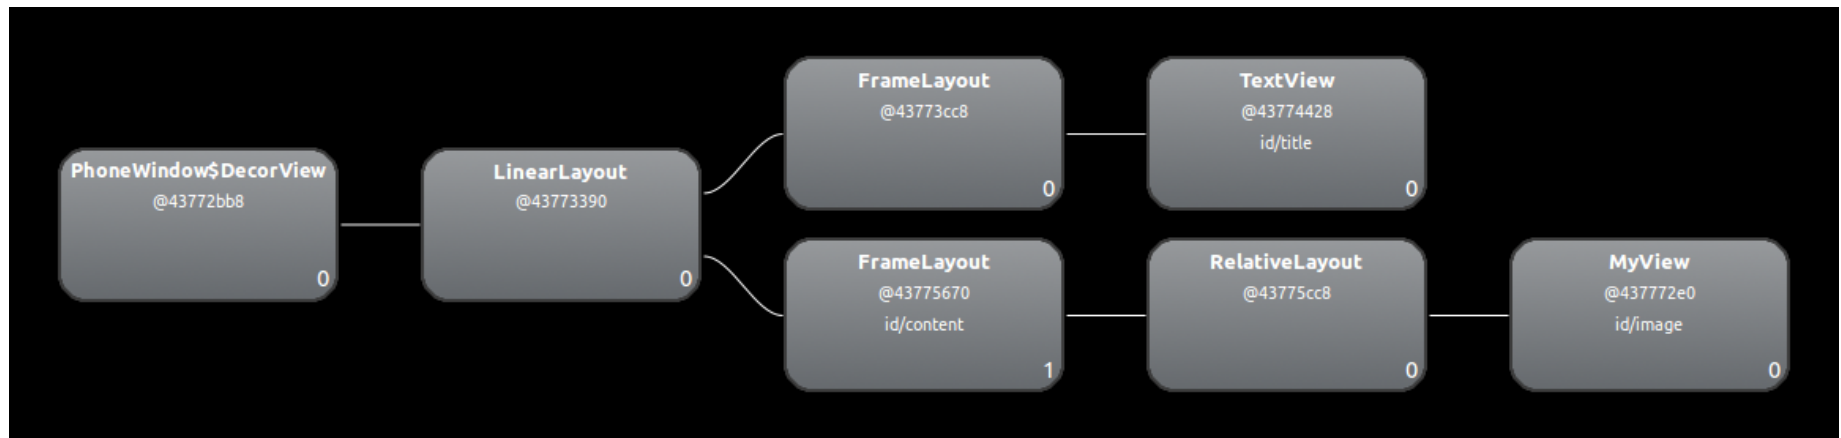 PhoneWindow$DecorView
@43772bb8
0
LinearLayout
@43773390
0
FrameLayout
@43773cc8
0
TextView
@43774428
id/title
0
FrameLayout
@43775670
id/content
1
RelativeLayout
@43775cc8
0
MyView
@437772e0
id/image
0